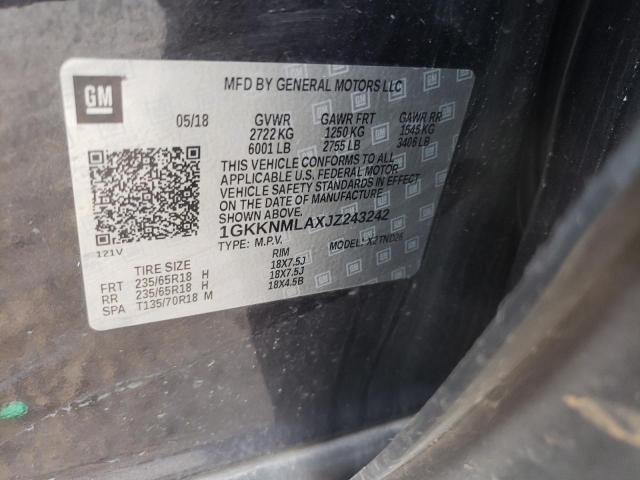 GM
MFD BY GENERAL MOTORS LLC
05/18 GVWR GAWR FRT GAWR RR
2722 KG 1250 KG 1545 KG
6001 LB 2755 LB 3406 LB
THIS VEHICLE CONFORMS TO ALL
APPLICABLE U.S. FEDERAL MOTOR
VEHICLE SAFETY STANDARDS IN EFFECT
ON THE DATE OF MANUFACTURE
SHOWN ABOVE.
1GKKNMLAXJZ243242
TYPE: M.P.V. MODEL:
121V
TIRE SIZE RIM
FRT 235/65R18 H 18X7.5J
RR 235/65R18 H 18X7.5J
SPA T135/70R18 M 18X4.5B